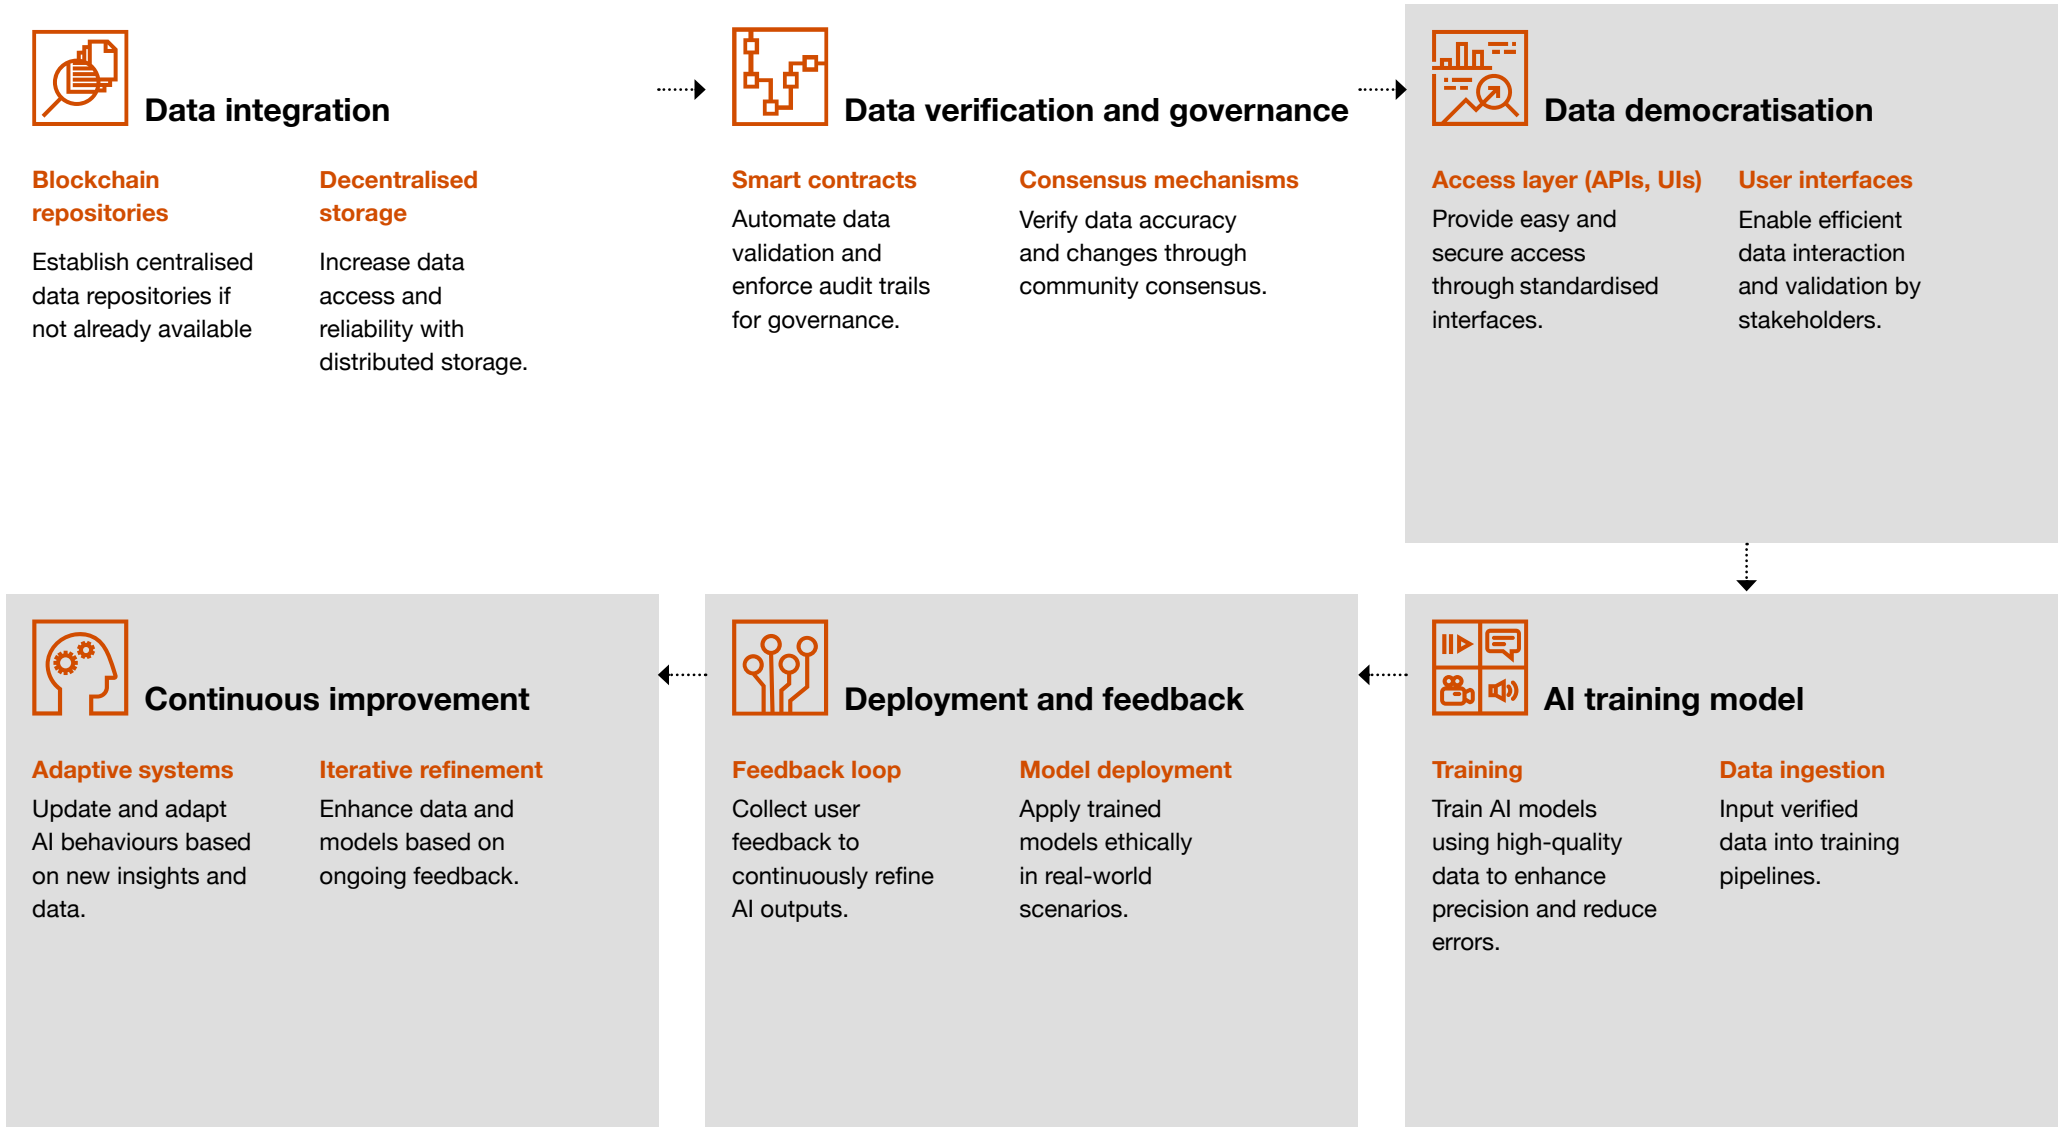 Data integration
Blockchain
repositories
Establish centralised
data repositories if
not already available
Decentralised
storage
Increase data
access and
reliability with
distributed storage.
Data verification and governance
Smart contracts
Automate data
validation and
enforce audit trails
for governance.
Consensus mechanisms
Verify data accuracy
and changes through
community consensus.
Data democratisation
Access layer (APIs, UIs)
Provide easy and
secure access
through standardised
interfaces.
User interfaces
Enable efficient
data interaction
and validation by
stakeholders.
AI training model
Training
Train AI models
using high-quality
data to enhance
precision and reduce
errors.
Data ingestion
Input verified
data into training
pipelines.
Deployment and feedback
Feedback loop
Collect user
feedback to
continuously refine
AI outputs.
Model deployment
Apply trained
models ethically
in real-world
scenarios.
Continuous improvement
Adaptive systems
Update and adapt
AI behaviours based
on new insights and
data.
Iterative refinement
Enhance data and
models based on
ongoing feedback.